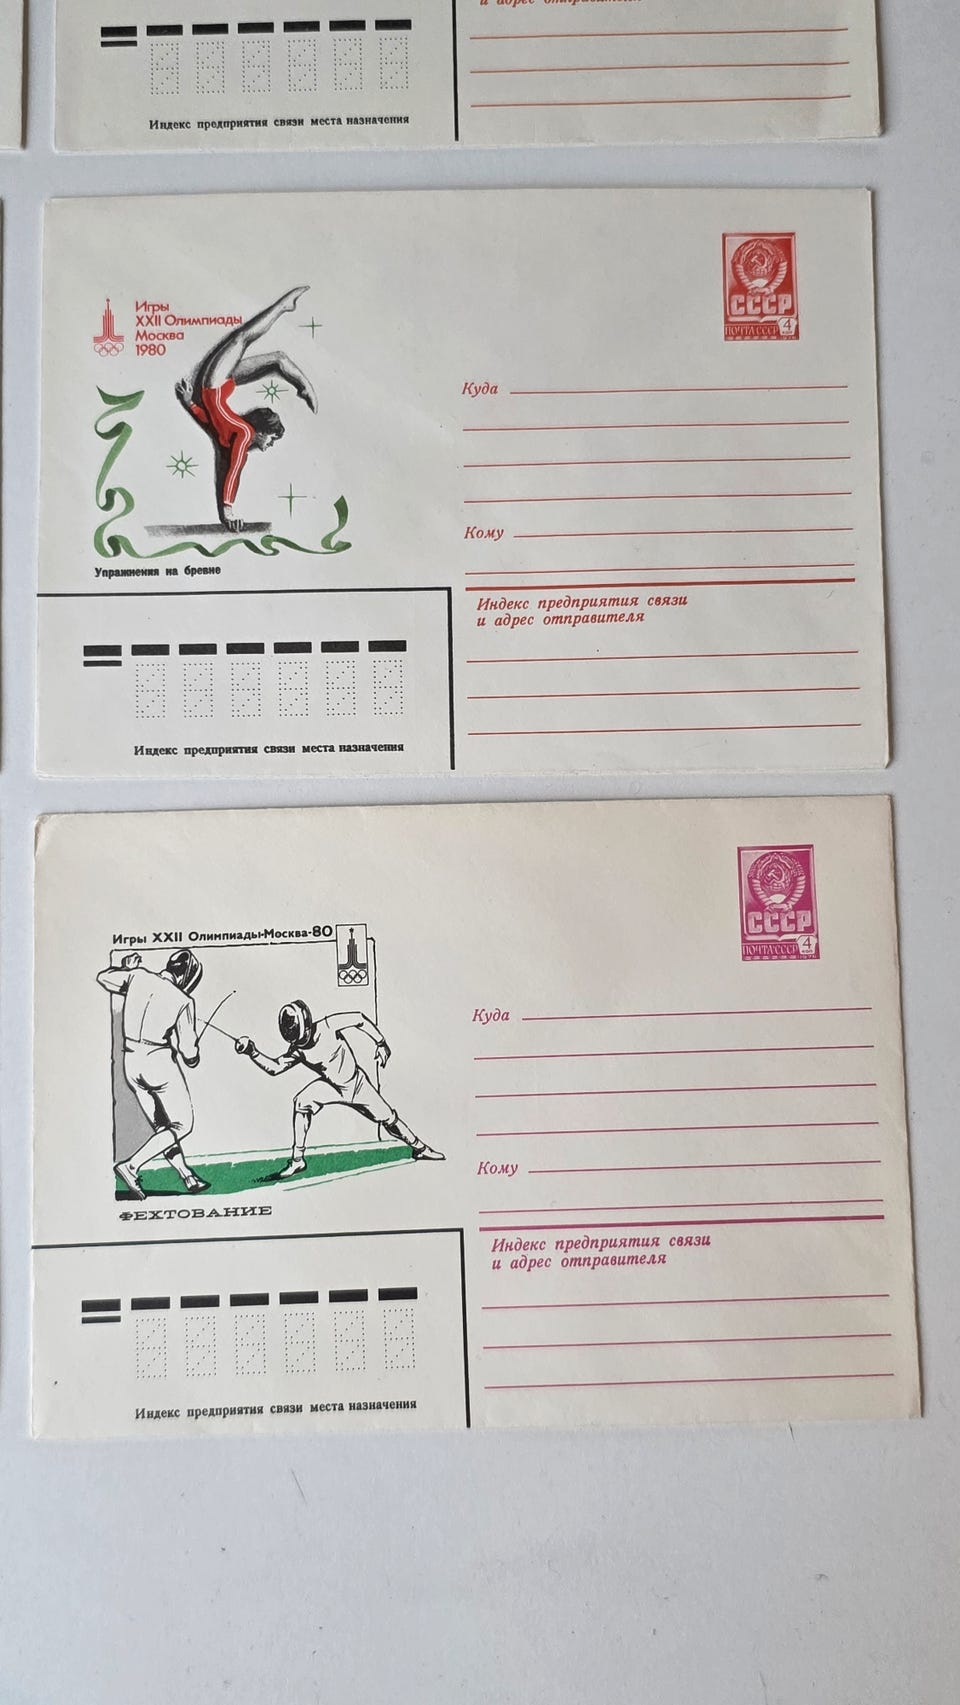 и адрес отправителя
Индекс предприятия связи места назначения
Игры
XXII Олимпиады
Москва
1980
СССР
ПОЧТА СССР 4
Куда
Кому
Упражнения на бревне
Индекс предприятия связи
и адрес отправителя
Индекс предприятия связи места назначения
СССР
ПОЧТА СССР 4
Игры XXII Олимпиады-Москва-80
Куда
Кому
ФЕХТОВАНИЕ
Индекс предприятия связи
и адрес отправителя
Индекс предприятия связи места назначения